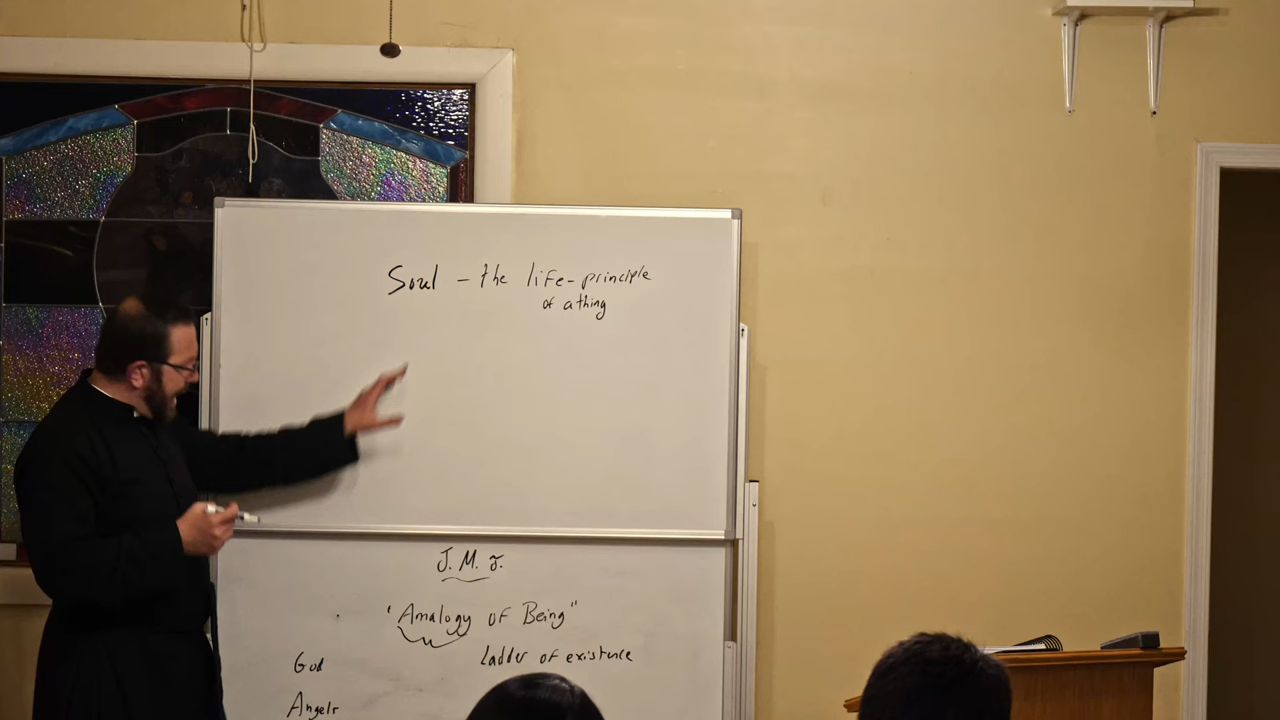 Soul – the life-principle
of a thing
J. M. J.
"Analogy of Being"
God
Ladder of existence
Angels